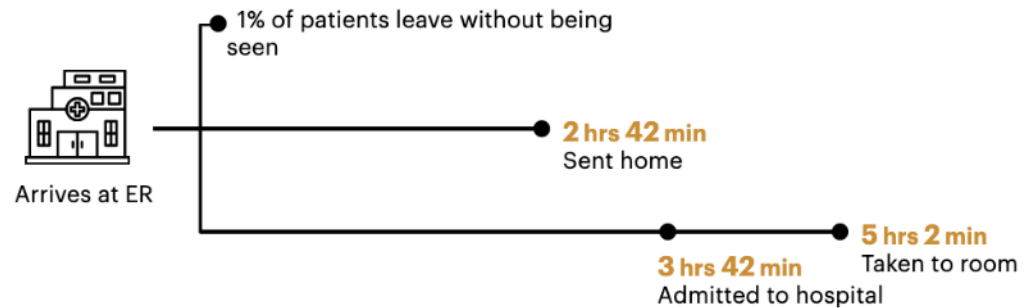 1% of patients leave without being
seen
Arrives at ER
2 hrs 42 min
Sent home
3 hrs 42 min
Admitted to hospital
5 hrs 2 min
Taken to room